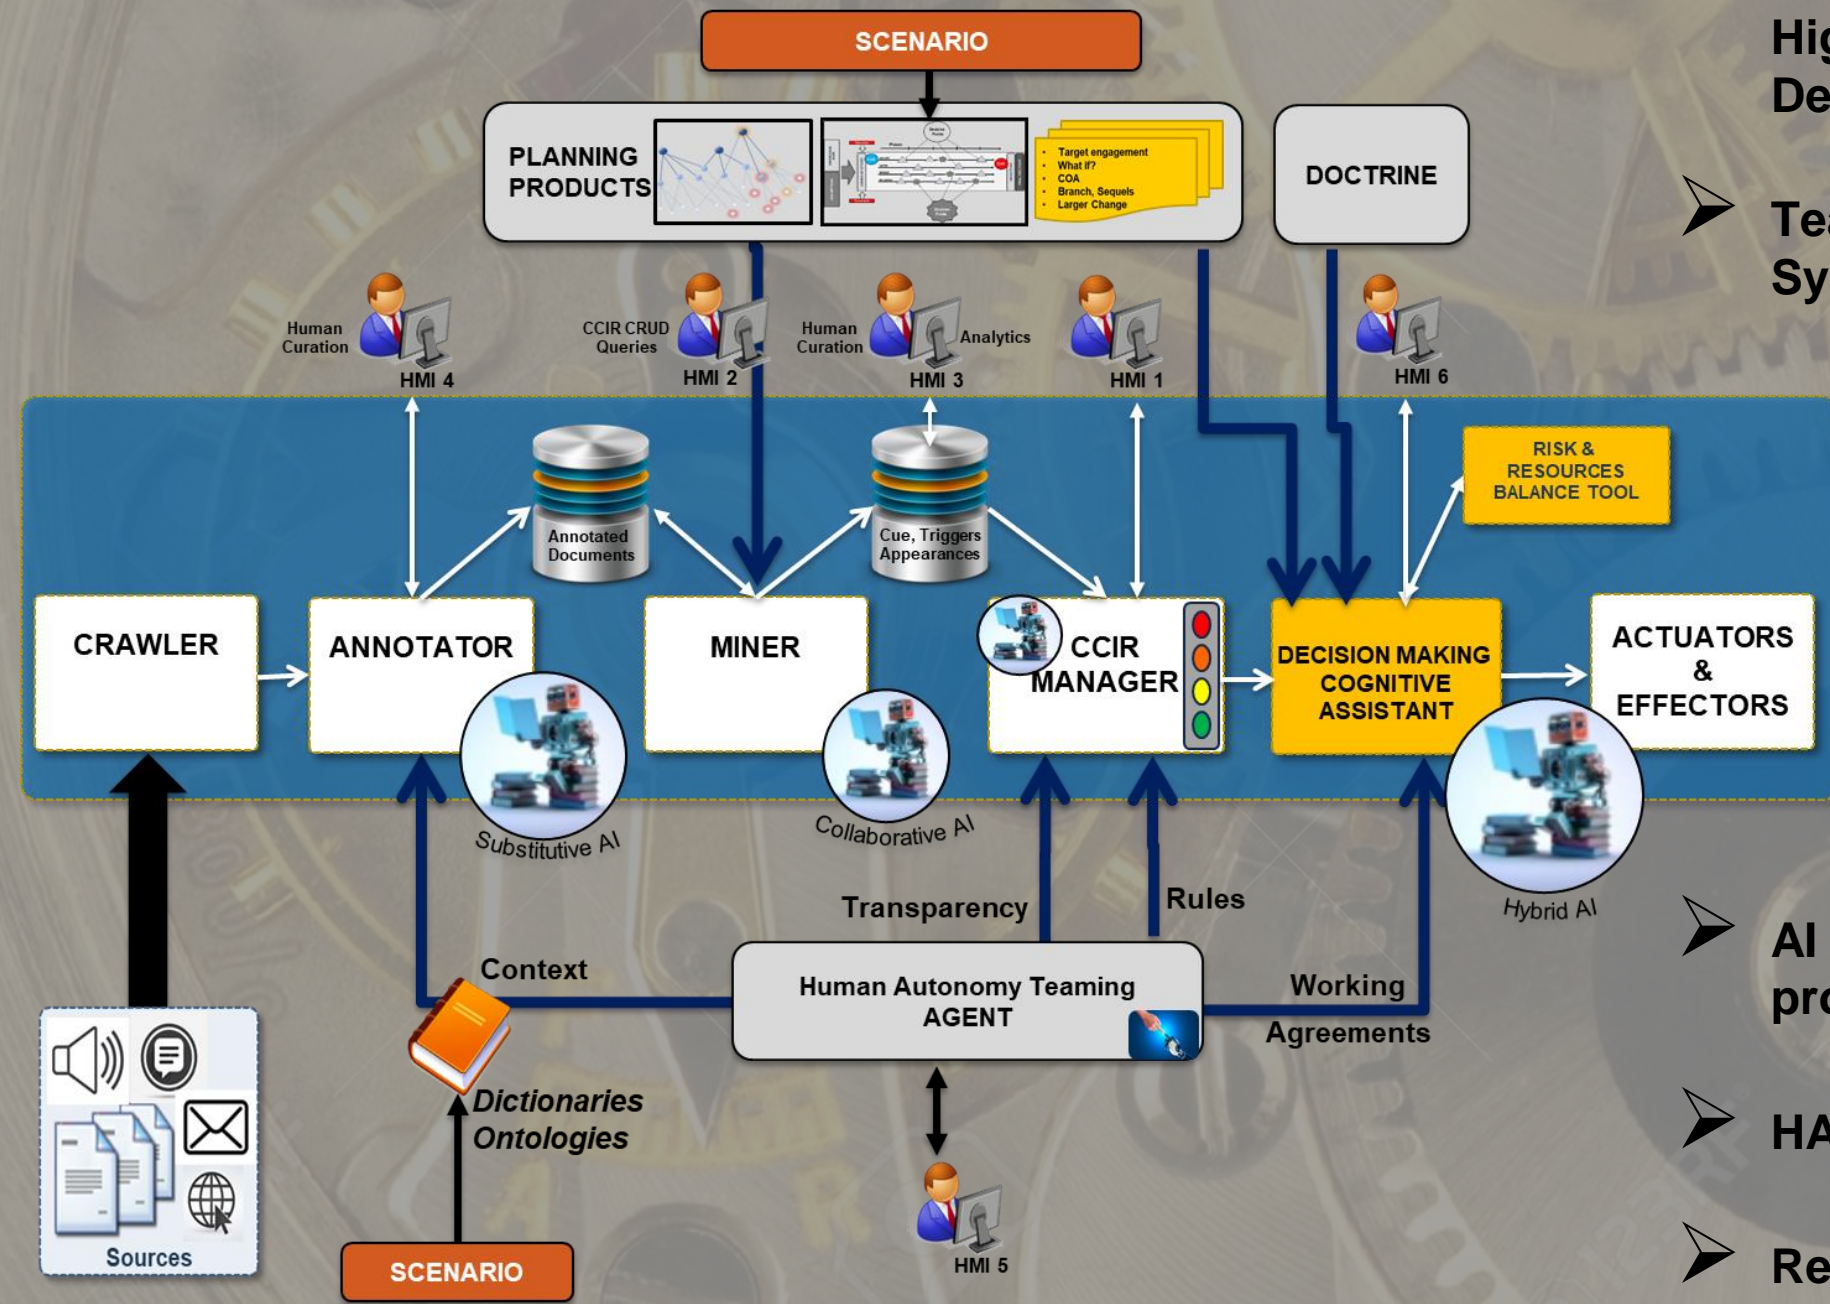 SCENARIO
PLANNING
PRODUCTS
Target engagement
What if?
COA
Branch, Sequels
Larger Change
DOCTRINE
Human
Curation
HMI 4
CCIR CRUD
Queries
HMI 2
Human
Curation
Analytics
HMI 3
HMI 1
HMI 6
RISK &
RESOURCES
BALANCE TOOL
Annotated
Documents
Cue, Triggers
Appearances
CRAWLER
ANNOTATOR
MINER
CCIR
MANAGER
DECISION MAKING
COGNITIVE
ASSISTANT
ACTUATORS
&
EFFECTORS
Substitutive AI
Collaborative AI
Hybrid AI
Transparency
Rules
Context
Human Autonomy Teaming
AGENT
Working
Agreements
Dictionaries
Ontologies
Sources
SCENARIO
HMI 5
Hig
De
Tea
Sy
AI
pro
HA
Re